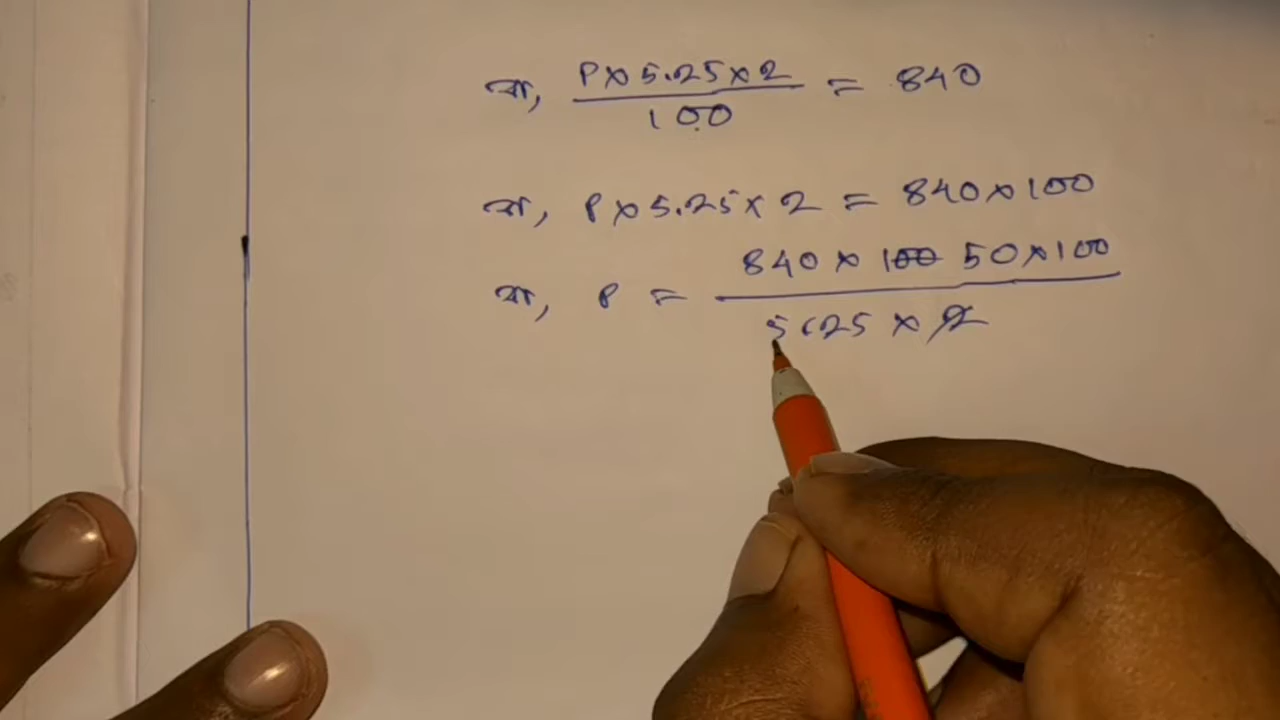 বা, P×5.25×2 / 100 = 840
বা, P×5.25×2 = 840×100
বা, P = 840×100 50×100 / 5.25×2